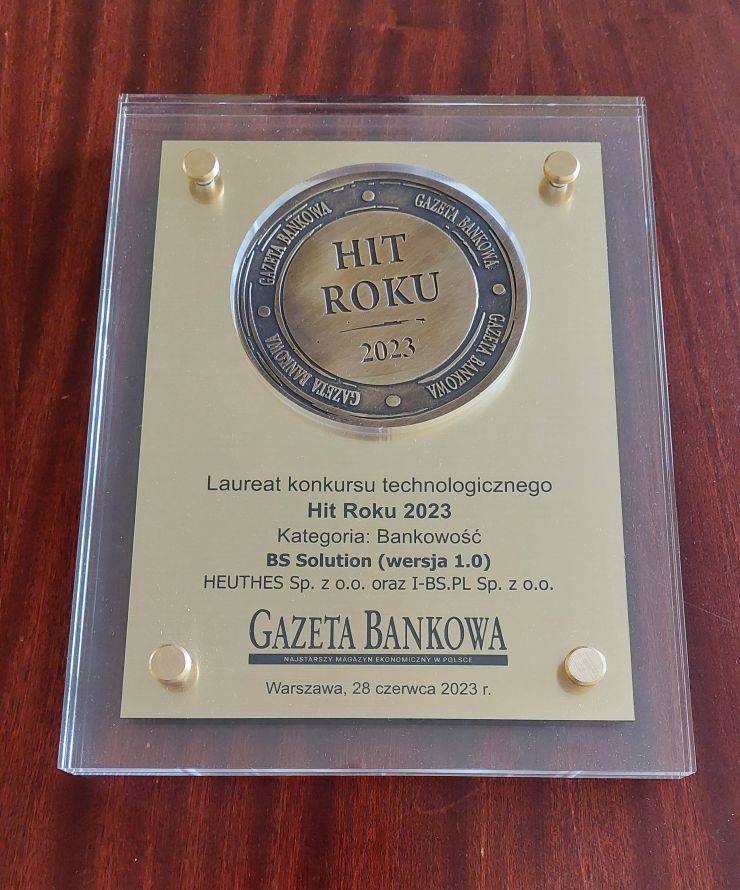 GAZETA BANKOWA
GAZETA BANKOWA
GAZETA BANKOWA
GAZETA BANKOWA
HIT
ROKU
2023
Laureat konkursu technologicznego
Hit Roku 2023
Kategoria: Bankowość
BS Solution (wersja 1.0)
HEUTHES Sp. z o.o. oraz I-BS.PL Sp. z o.o.
GAZETA BANKOWA
NAJSTARSZY MAGAZYN EKONOMICZNY W POLSCE
Warszawa, 28 czerwca 2023 r.